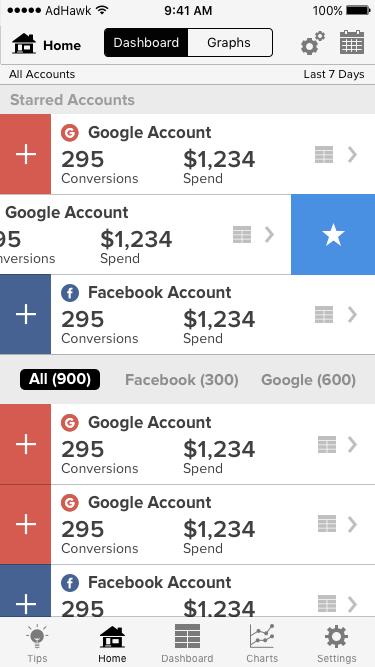 AdHawk 9:41 AM 100%
Home Dashboard Graphs
All Accounts Last 7 Days
Starred Accounts
G Google Account
295 $1,234
Conversions Spend
Google Account
95 $1,234
nversions Spend
f Facebook Account
295 $1,234
Conversions Spend
All (900) Facebook (300) Google (600)
G Google Account
295 $1,234
Conversions Spend
G Google Account
295 $1,234
Conversions Spend
f Facebook Account
295 $1,234
Tips Home Dashboard Charts Settings